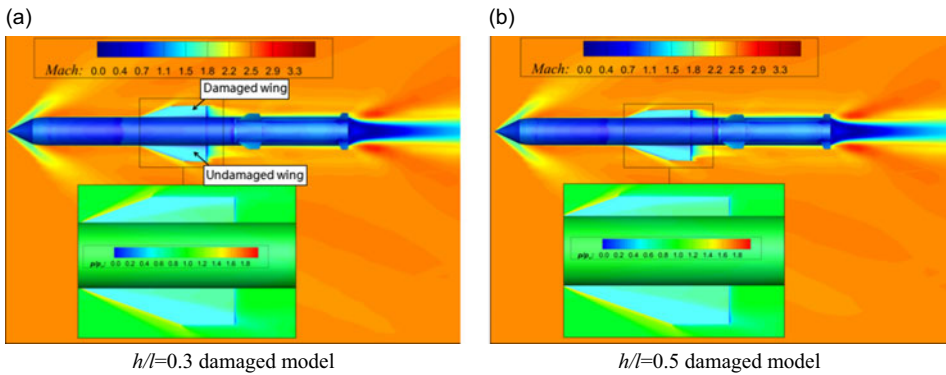 (a)
Mach: 0.0 0.4 0.7 1.1 1.5 1.8 2.2 2.5 2.9 3.3
Damaged wing
Undamaged wing
p/p∞: 0.0 0.2 0.4 0.6 0.8 1.0 1.2 1.4 1.6 1.8
h/l=0.3 damaged model
(b)
Mach: 0.0 0.4 0.7 1.1 1.5 1.8 2.2 2.5 2.9 3.3
p/p∞: 0.0 0.2 0.4 0.6 0.8 1.0 1.2 1.4 1.6 1.8
h/l=0.5 damaged model